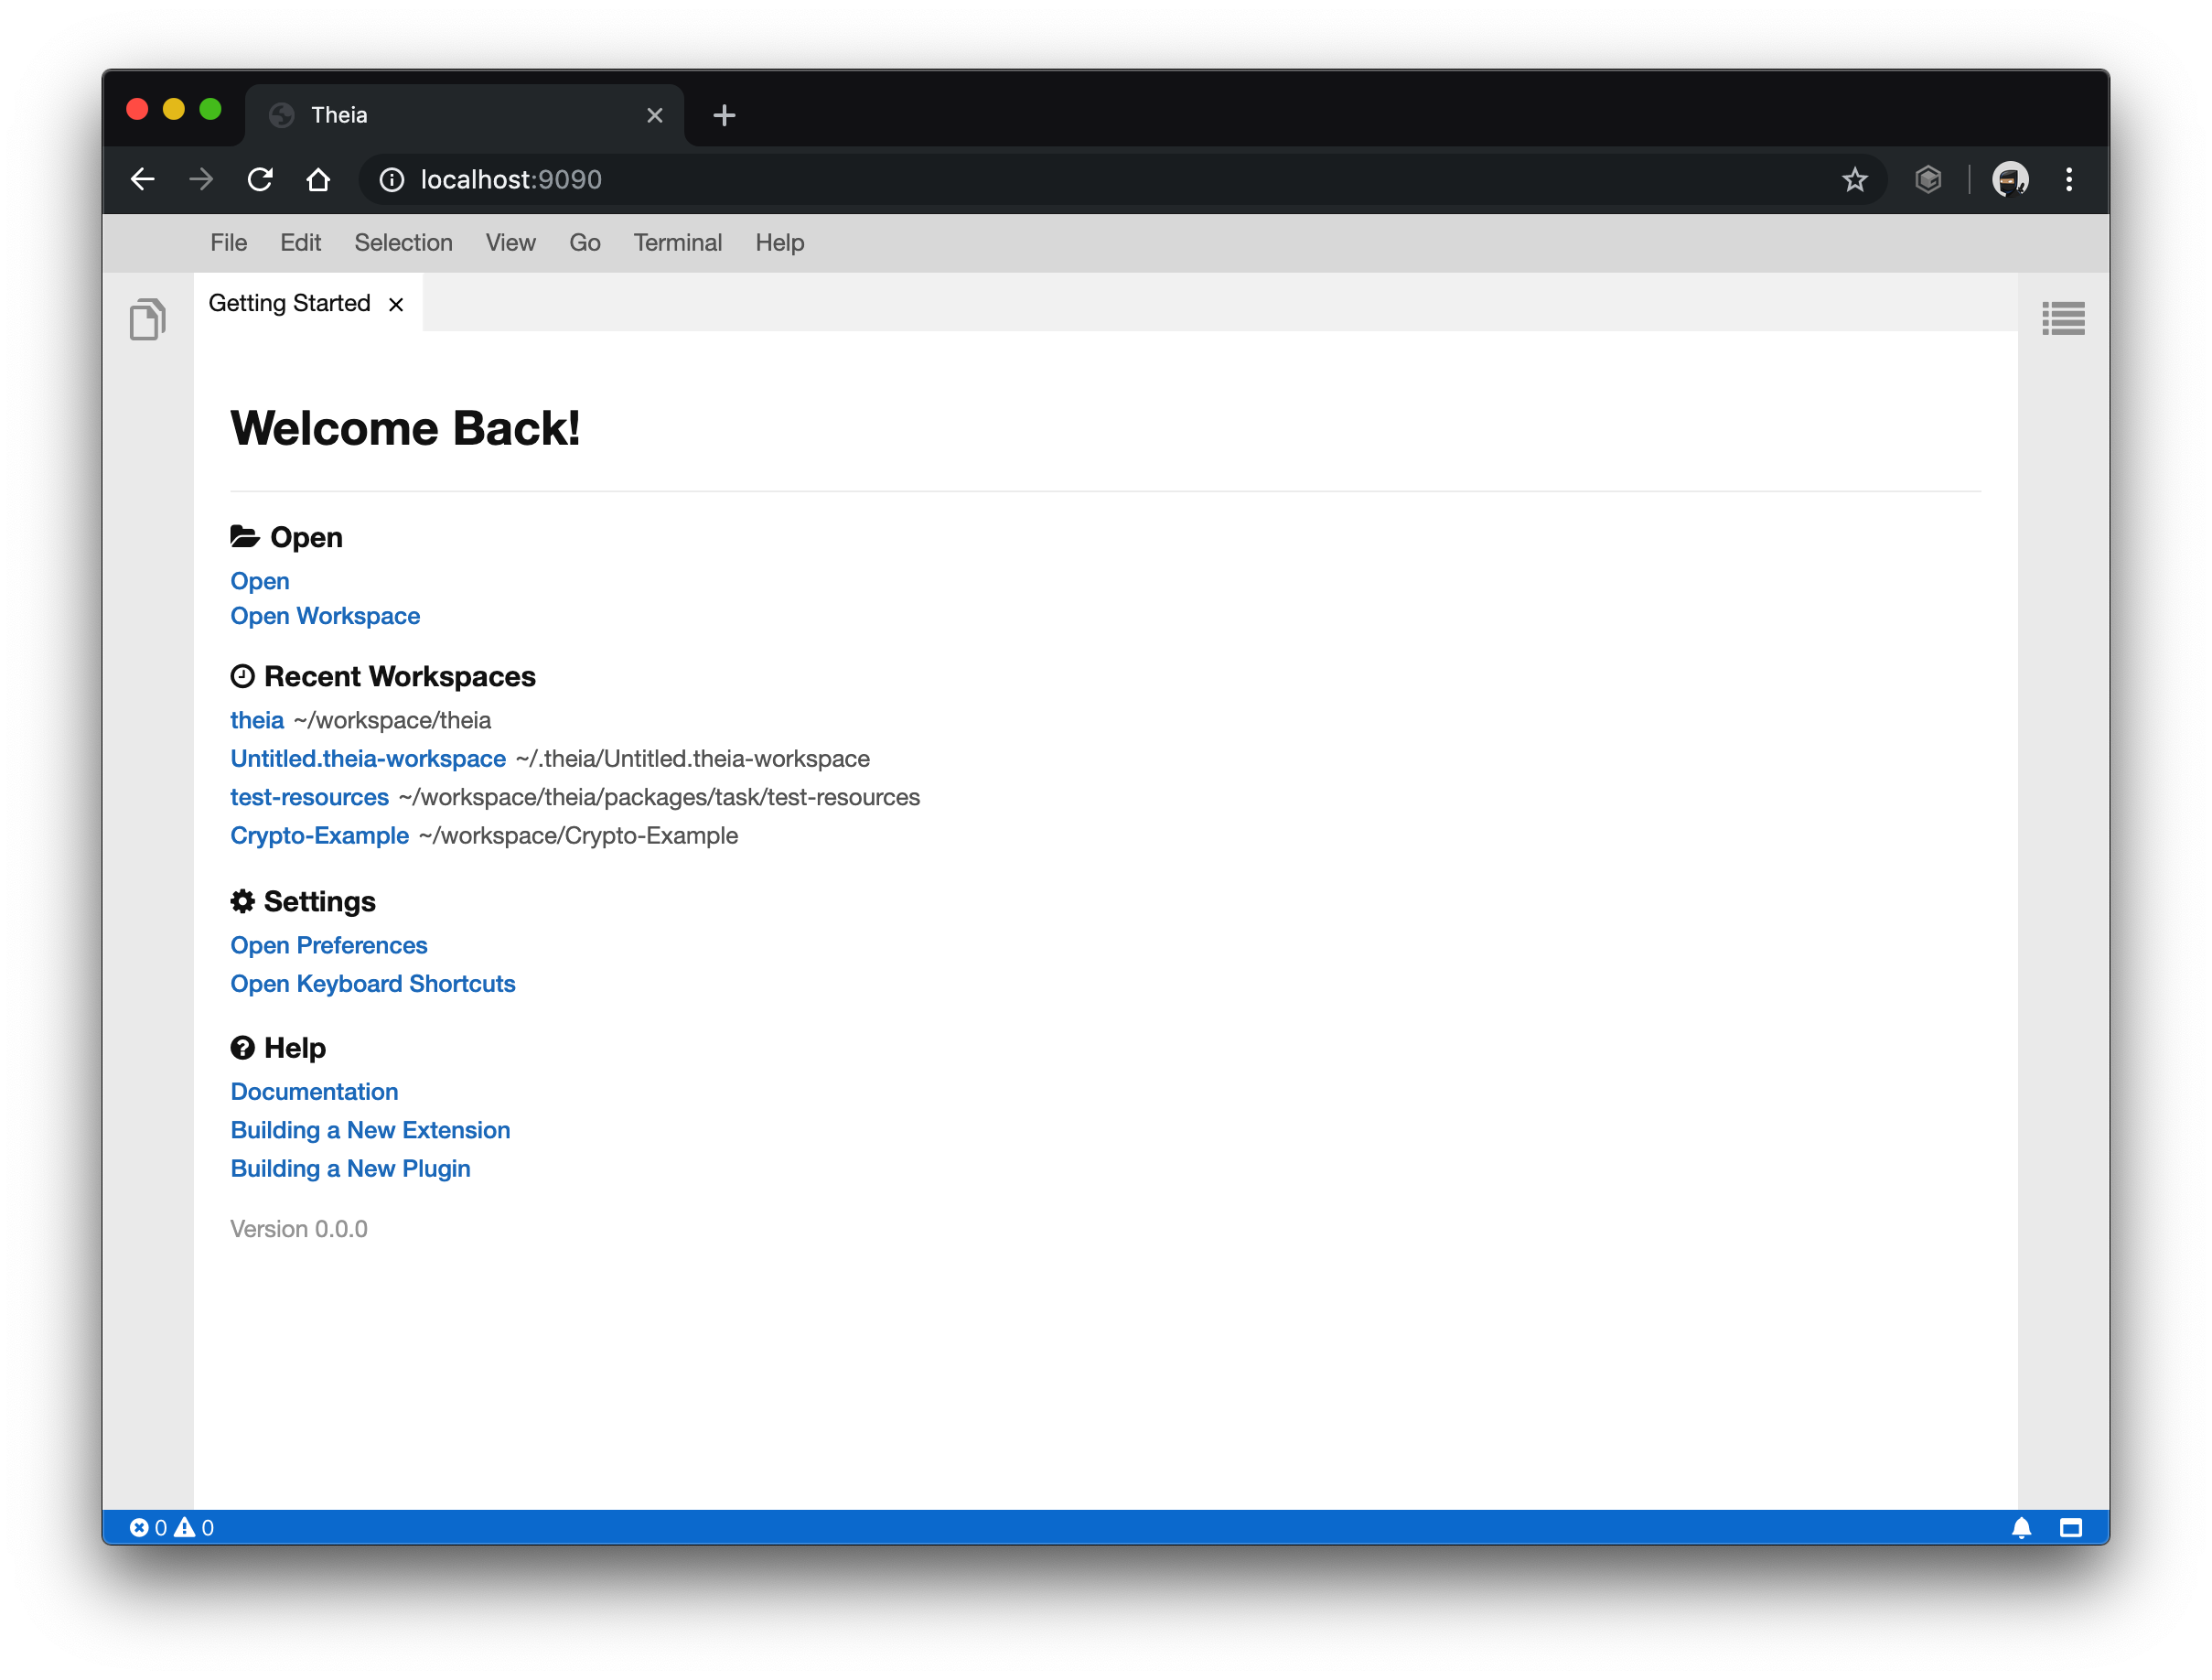 Theia
localhost:9090
File Edit Selection View Go Terminal Help
Getting Started
Welcome Back!
Open
Open
Open Workspace
Recent Workspaces
theia ~/workspace/theia
Untitled.theia-workspace ~/.theia/Untitled.theia-workspace
test-resources ~/workspace/theia/packages/task/test-resources
Crypto-Example ~/workspace/Crypto-Example
Settings
Open Preferences
Open Keyboard Shortcuts
Help
Documentation
Building a New Extension
Building a New Plugin
Version 0.0.0
0 0